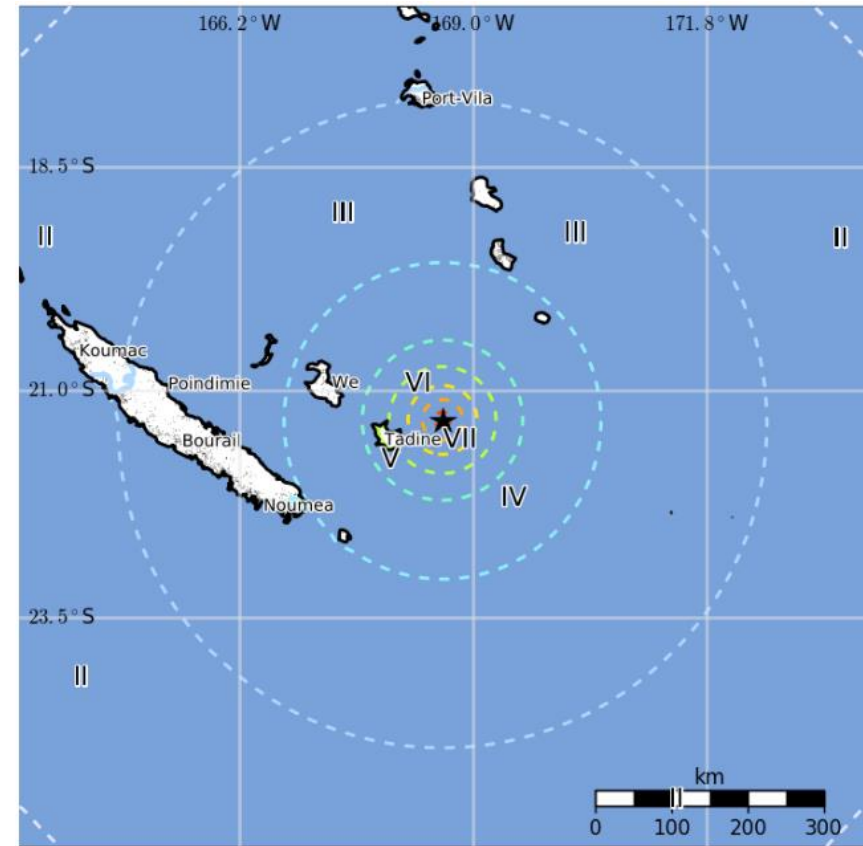 166.2°W 169.0°W 171.8°W
Port-Vila
18.5°S
III
II III II
Koumac
Poindimie We VI
21.0°S
Bourail Tadine VII
V
IV
Noumea
23.5°S
II
km
II
0 100 200 300